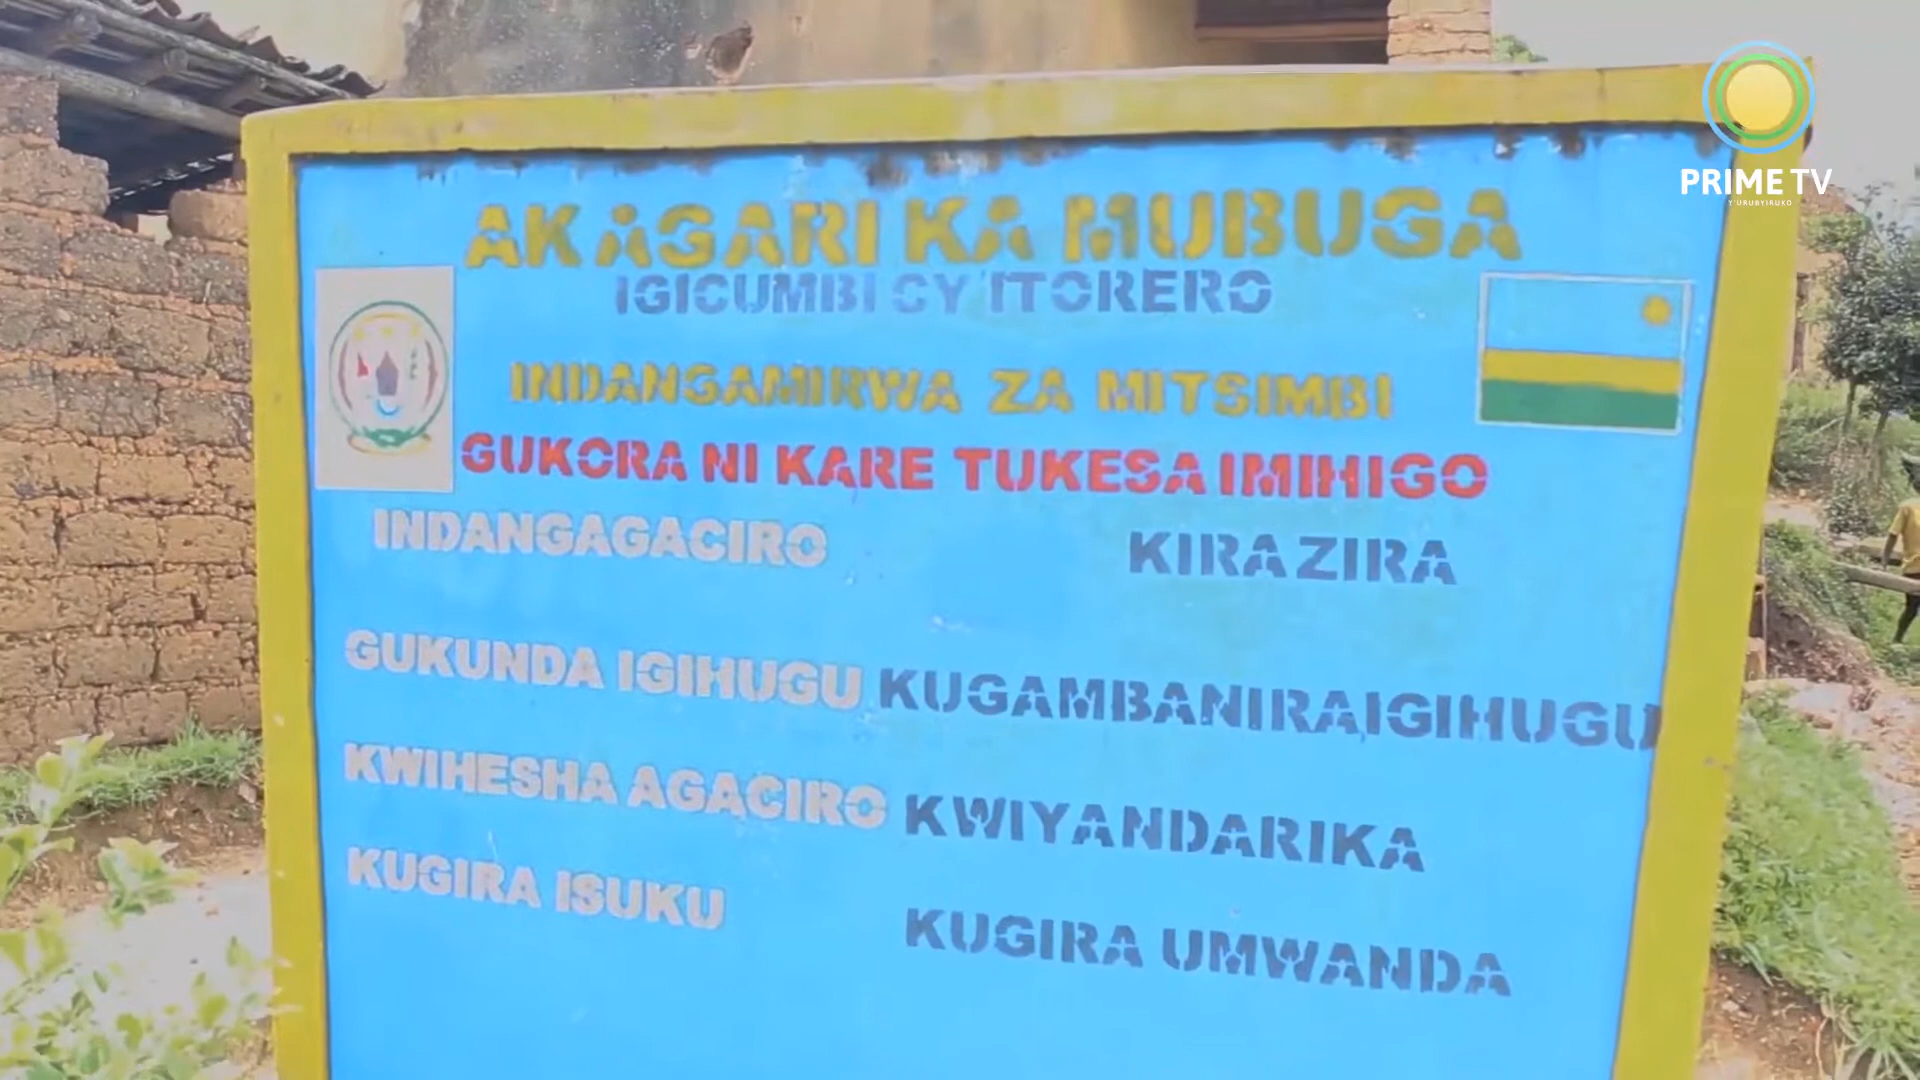 PRIME TV
Y'URUBYIRUKO
AKAGARI KA MUBUGA
IGICUMBI CY'ITORERO
INDANGAMIRWA ZA MITSIMBI
GUKORA NI KARE TUKESA IMIHIGO
INDANGAGACIRO KIRAZIRA
GUKUNDA IGIHUGU KUGAMBANIRA IGIHUGU
KWIHESHA AGACIRO KWIYANDARIKA
KUGIRA ISUKU KUGIRA UMWANDA